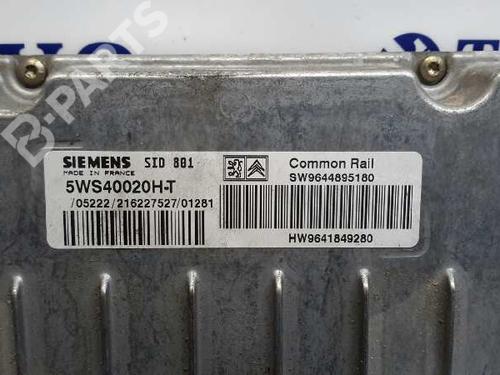 B-PARTS
SIEMENS SID 801
MADE IN FRANCE
5WS40020H-T
/05222/216227527/01281
Common Rail
SW9644895180
HW9641849280